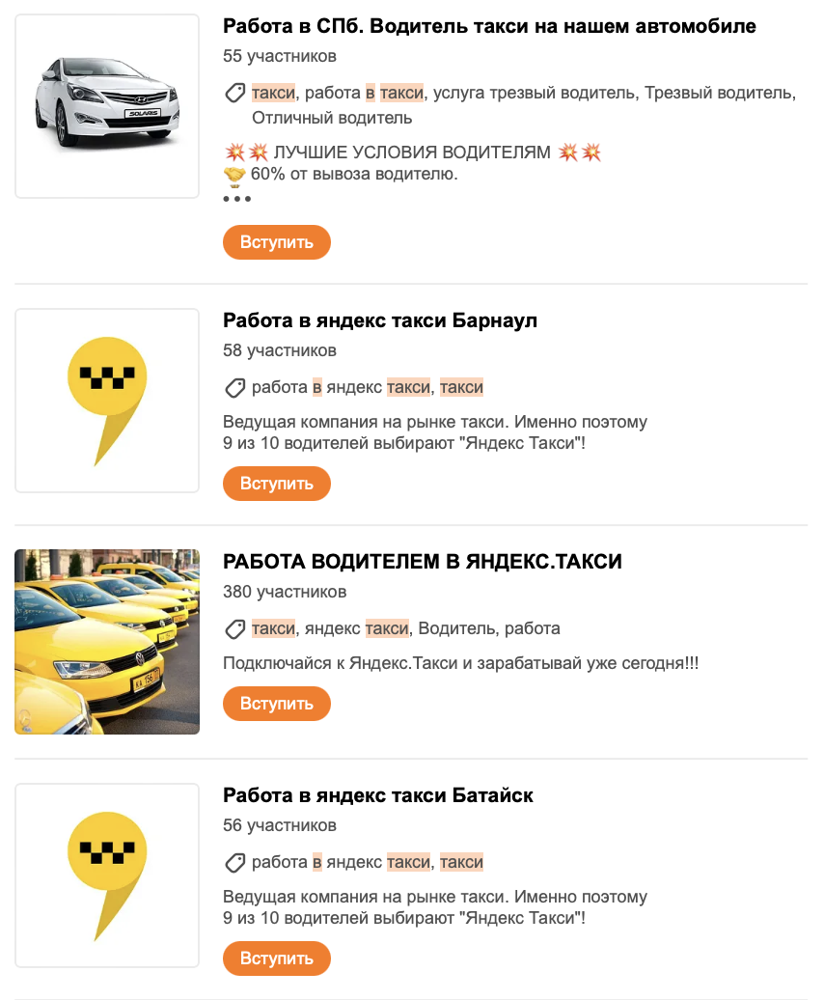 Работа в СПб. Водитель такси на нашем автомобиле
55 участников
такси, работа в такси, услуга трезвый водитель, Трезвый водитель,
Отличный водитель
💥💥 ЛУЧШИЕ УСЛОВИЯ ВОДИТЕЛЯМ 💥💥
🤝 60% от вывоза водителю.
•••
Вступить
SOLARIS
Работа в яндекс такси Барнаул
58 участников
работа в яндекс такси, такси
Ведущая компания на рынке такси. Именно поэтому
9 из 10 водителей выбирают "Яндекс Такси"!
Вступить
РАБОТА ВОДИТЕЛЕМ В ЯНДЕКС.ТАКСИ
380 участников
такси, яндекс такси, Водитель, работа
Подключайся к Яндекс.Такси и зарабатывай уже сегодня!!!
Вступить
Работа в яндекс такси Батайск
56 участников
работа в яндекс такси, такси
Ведущая компания на рынке такси. Именно поэтому
9 из 10 водителей выбирают "Яндекс Такси"!
Вступить